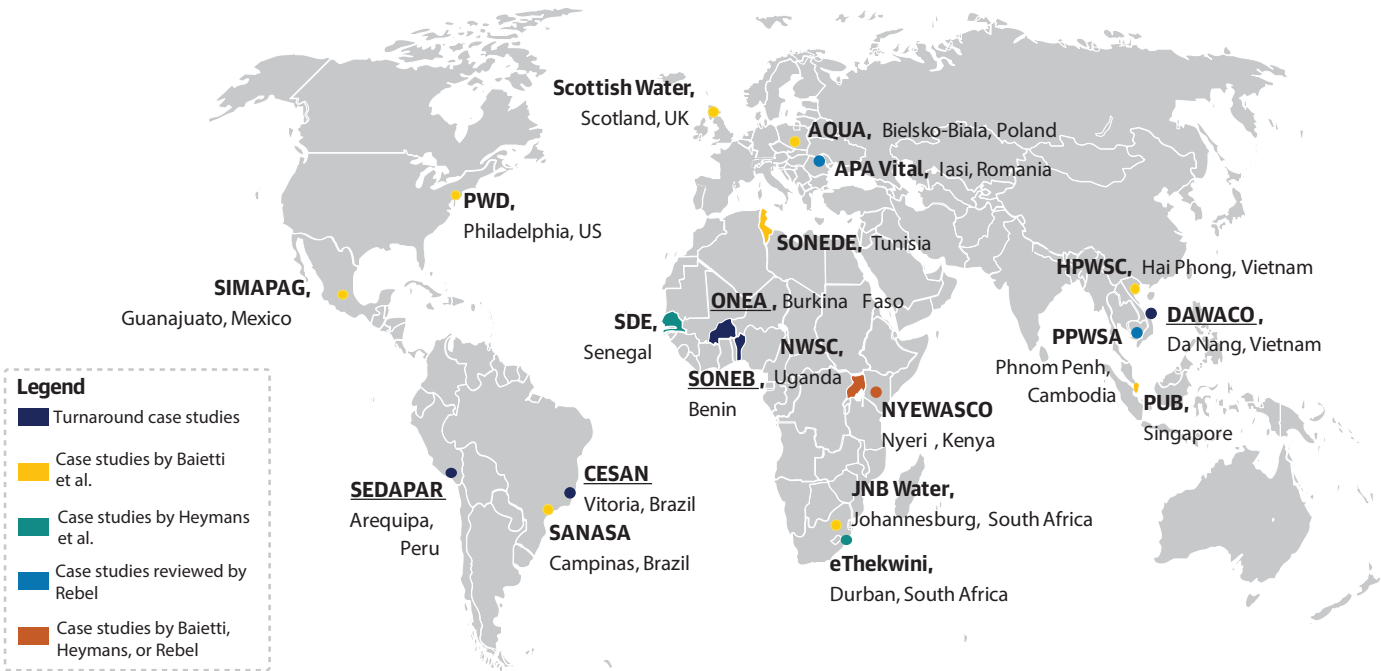 Scottish Water,
Scotland, UK
AQUA, Bielsko-Biala, Poland
APA Vital, Iasi, Romania
PWD,
Philadelphia, US
SONEDE, Tunisia
HPWSC, Hai Phong, Vietnam
SIMAPAG,
Guanajuato, Mexico
ONEA , Burkina Faso
SDE,
Senegal
DAWACO ,
Da Nang, Vietnam
PPWSA
Phnom Penh,
Cambodia
NWSC,
Uganda
SONEB ,
Benin
PUB,
Singapore
NYEWASCO
Nyeri , Kenya
Legend
Turnaround case studies
Case studies by Baietti
et al.
Case studies by Heymans
et al.
Case studies reviewed by
Rebel
Case studies by Baietti,
Heymans, or Rebel
SEDAPAR
Arequipa,
Peru
CESAN
Vitoria, Brazil
SANASA
Campinas, Brazil
JNB Water,
Johannesburg, South Africa
eThekwini,
Durban, South Africa